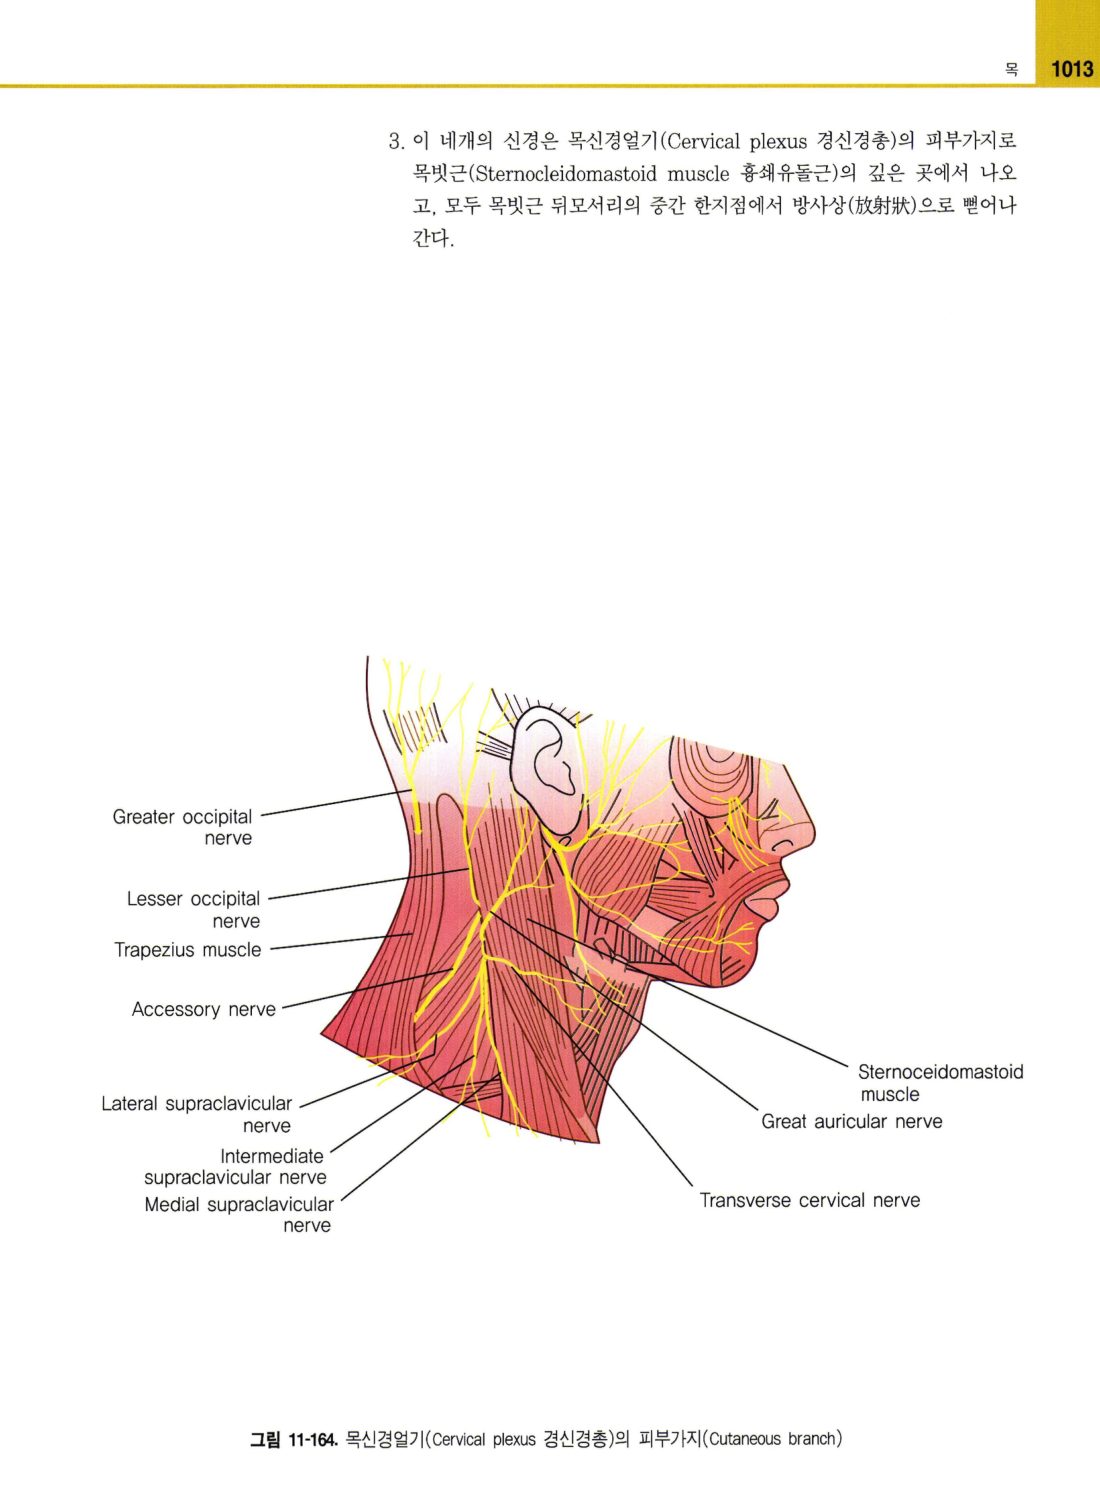 목 1013
3. 이 네개의 신경은 목신경얼기(Cervical plexus 경신경총)의 피부가지로
목빗근(Sternocleidomastoid muscle 흉쇄유돌근)의 깊은 곳에서 나오
고, 모두 목빗근 뒤모서리의 중간 한지점에서 방사상(放射狀)으로 뻗어나
간다.
Greater occipital
nerve
Lesser occipital
nerve
Trapezius muscle
Accessory nerve
Lateral supraclavicular
nerve
Intermediate
supraclavicular nerve
Medial supraclavicular
nerve
Sternoceidomastoid
muscle
Great auricular nerve
Transverse cervical nerve
그림 11-164. 목신경얼기(Cervical plexus 경신경총)의 피부가지(Cutaneous branch)